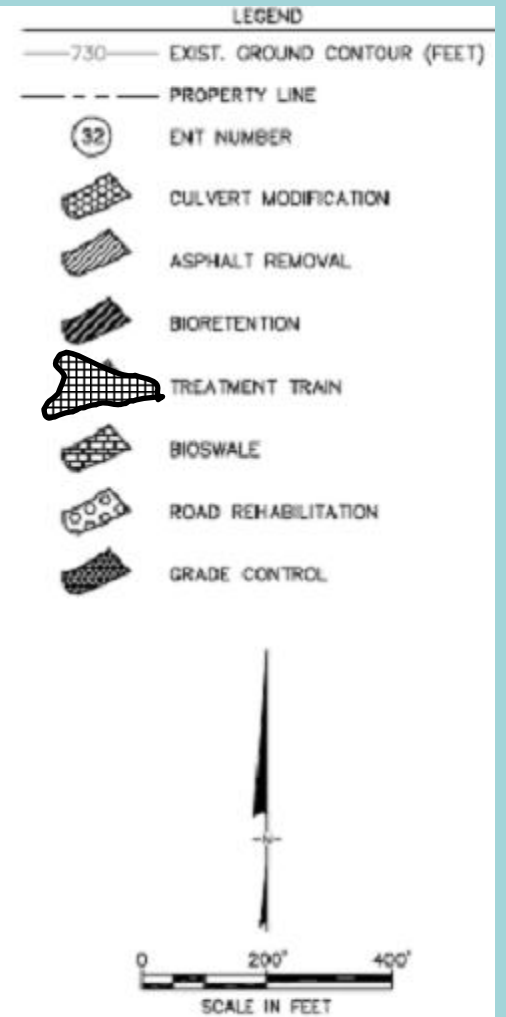 LEGEND
730 EXIST. GROUND CONTOUR (FEET)
PROPERTY LINE
32 ENT NUMBER
CULVERT MODIFICATION
ASPHALT REMOVAL
BIORETENTION
TREATMENT TRAIN
BIOSWALE
ROAD REHABILITATION
GRADE CONTROL
N
0 200' 400'
SCALE IN FEET